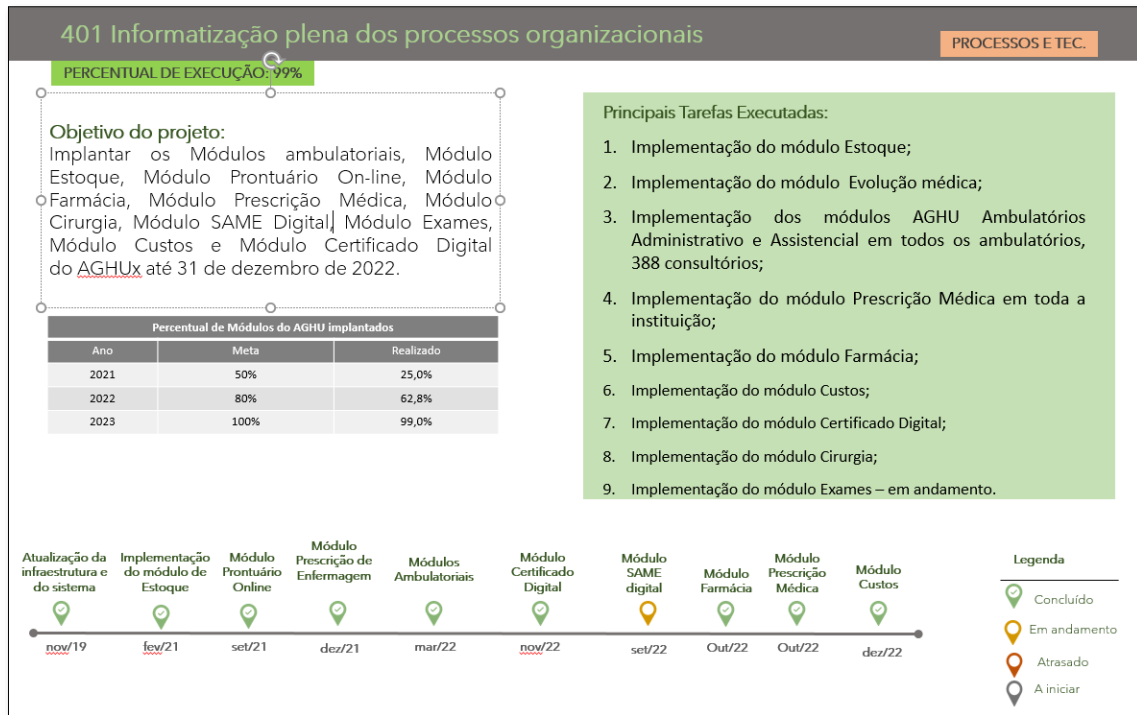 401 Informatização plena dos processos organizacionais
PROCESSOS E TEC.
PERCENTUAL DE EXECUÇÃO: 99%
Objetivo do projeto:
Implantar os Módulos ambulatoriais, Módulo
Estoque, Módulo Prontuário On-line, Módulo
Farmácia, Módulo Prescrição Médica, Módulo
Cirurgia, Módulo SAME Digital, Módulo Exames,
Módulo Custos e Módulo Certificado Digital
do AGHUx até 31 de dezembro de 2022.
Percentual de Módulos do AGHU implantados
Ano Meta Realizado
2021 50% 25,0%
2022 80% 62,8%
2023 100% 99,0%
Principais Tarefas Executadas:
1. Implementação do módulo Estoque;
2. Implementação do módulo Evolução médica;
3. Implementação dos módulos AGHU Ambulatórios
Administrativo e Assistencial em todos os ambulatórios,
388 consultórios;
4. Implementação do módulo Prescrição Médica em toda a
instituição;
5. Implementação do módulo Farmácia;
6. Implementação do módulo Custos;
7. Implementação do módulo Certificado Digital;
8. Implementação do módulo Cirurgia;
9. Implementação do módulo Exames – em andamento.
Atualização da
infraestrutura e
do sistema
nov/19
Implementação
do módulo de
Estoque
fev/21
Módulo
Prontuário
Online
set/21
Módulo
Prescrição de
Enfermagem
dez/21
Módulos
Ambulatoriais
mar/22
Módulo
Certificado
Digital
nov/22
Módulo
SAME
digital
set/22
Módulo
Farmácia
Out/22
Módulo
Prescrição
Médica
Out/22
Módulo
Custos
dez/22
Legenda
Concluído
Em andamento
Atrasado
A iniciar